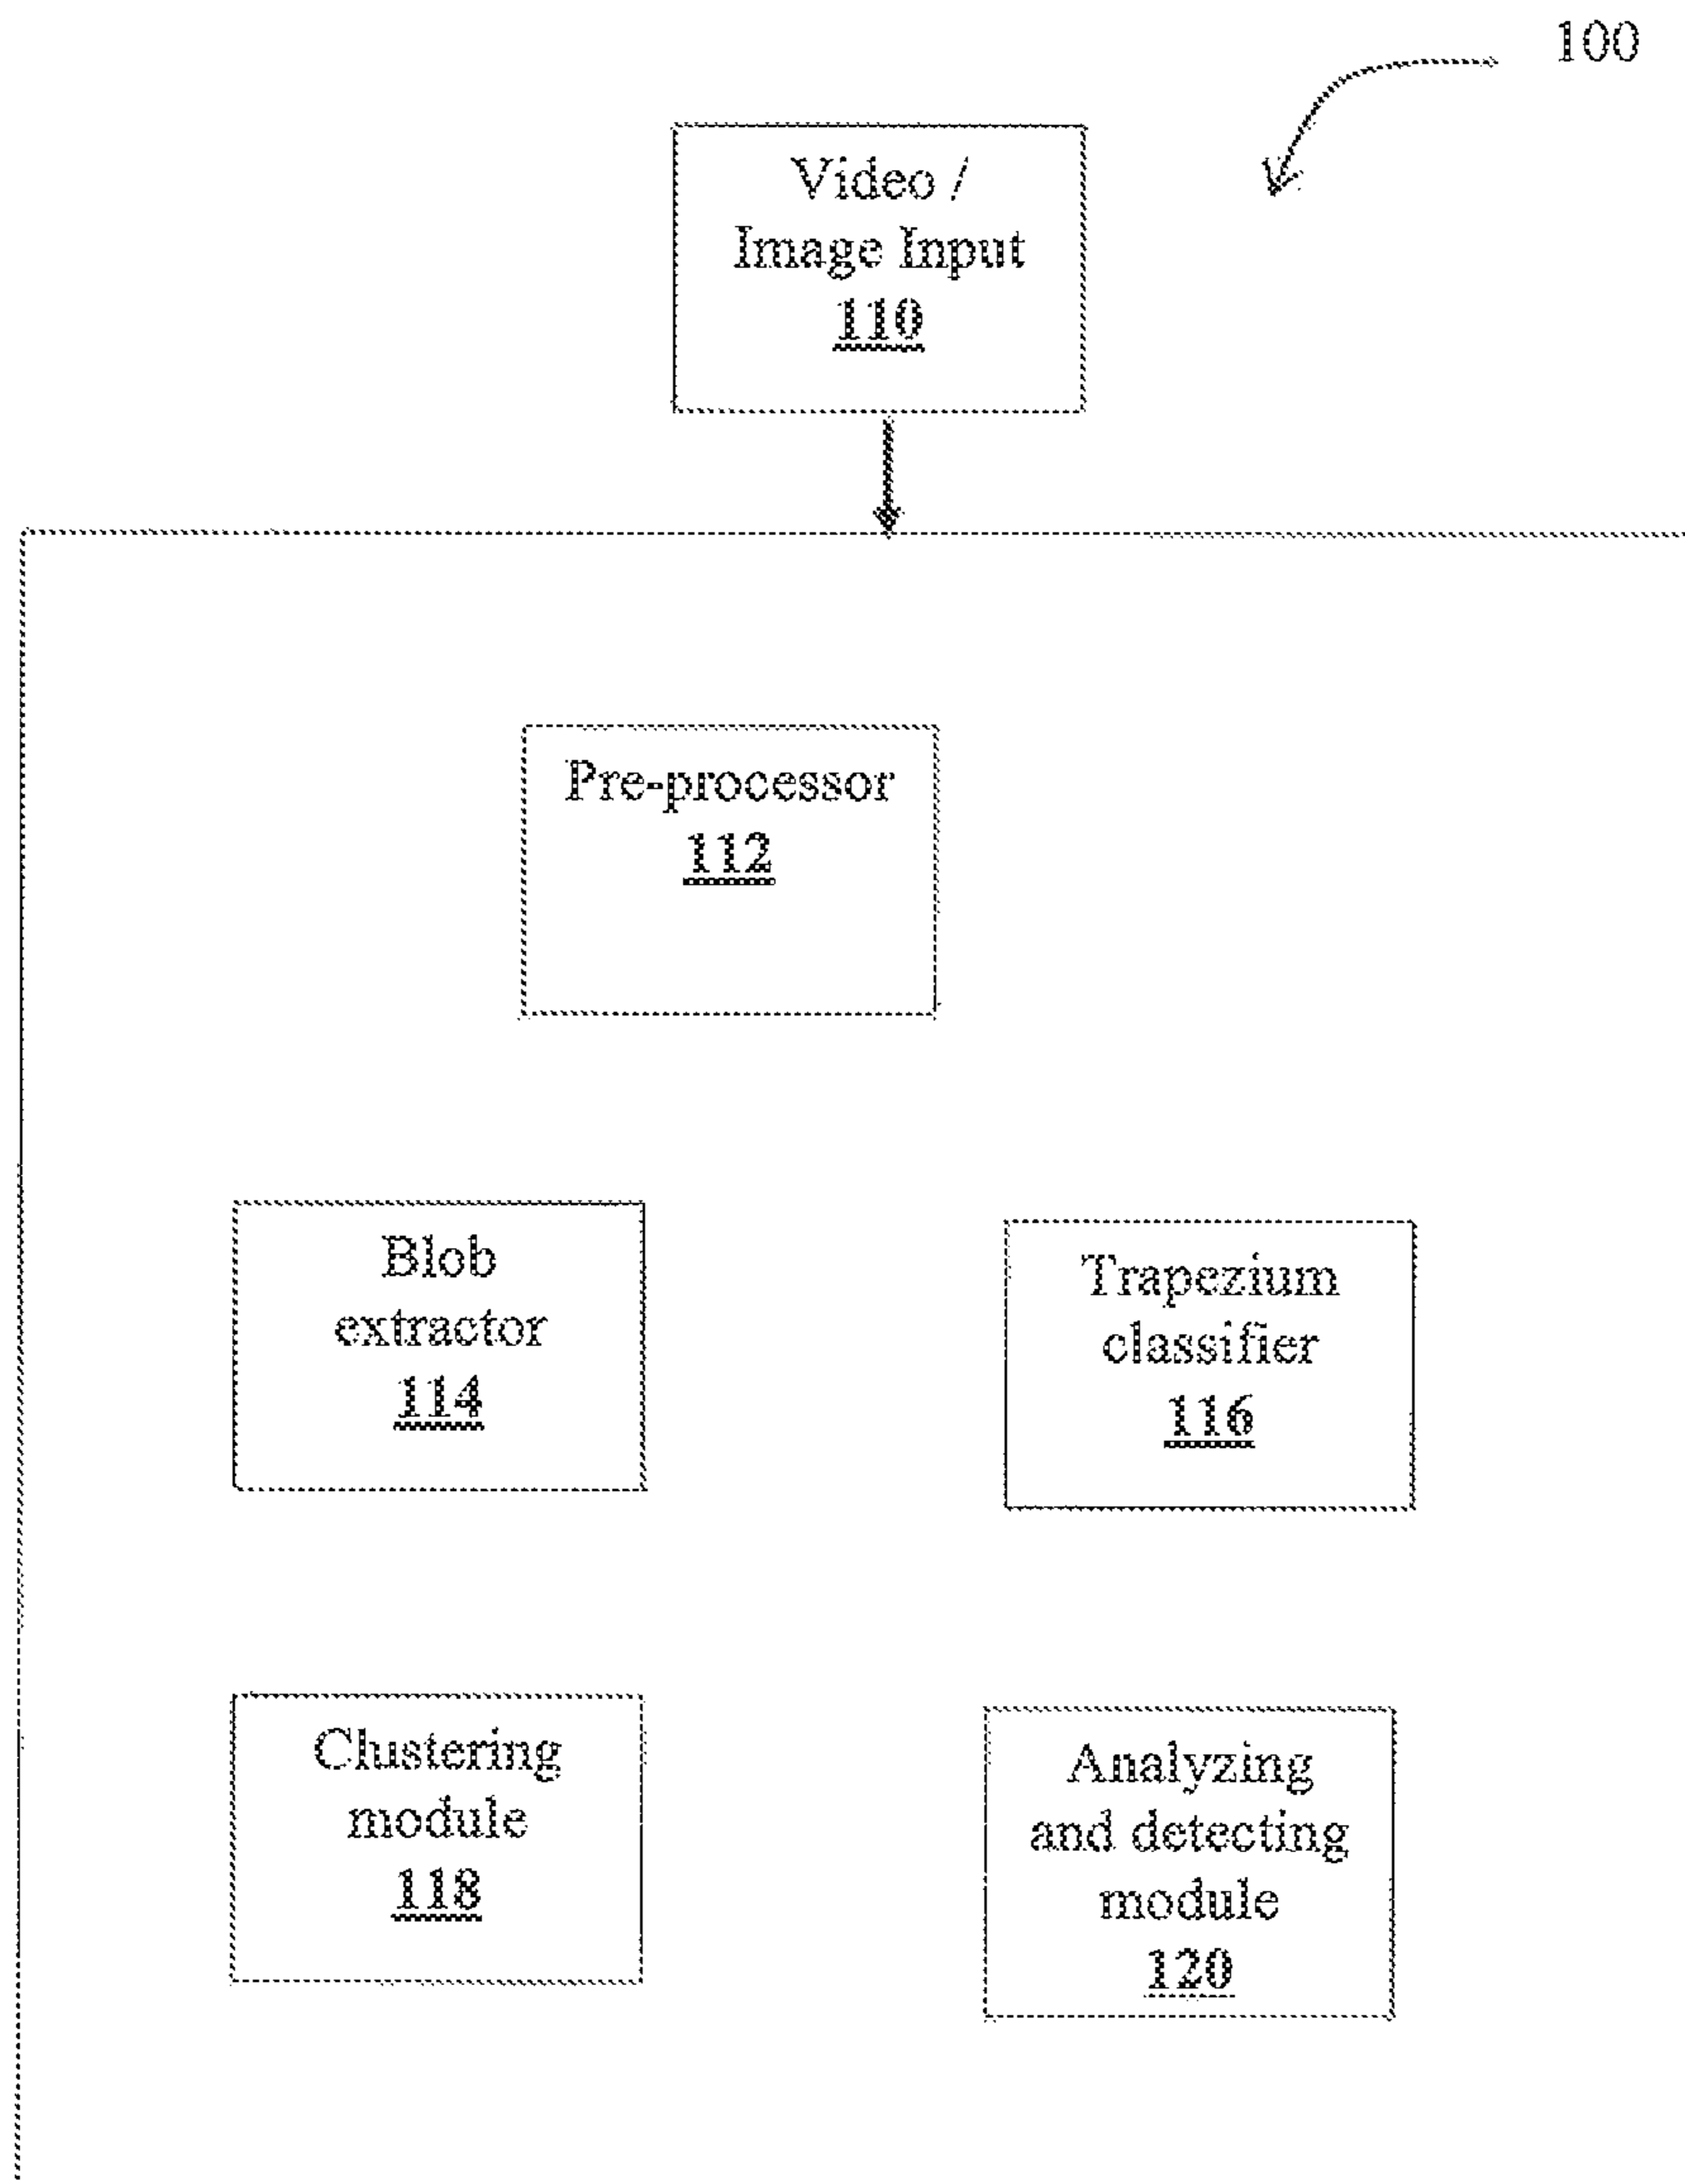 100
Video /
Image Input
110
Pre-processor
112
Blob
extractor
114
Trapezium
classifier
116
Clustering
module
118
Analyzing
and detecting
module
120